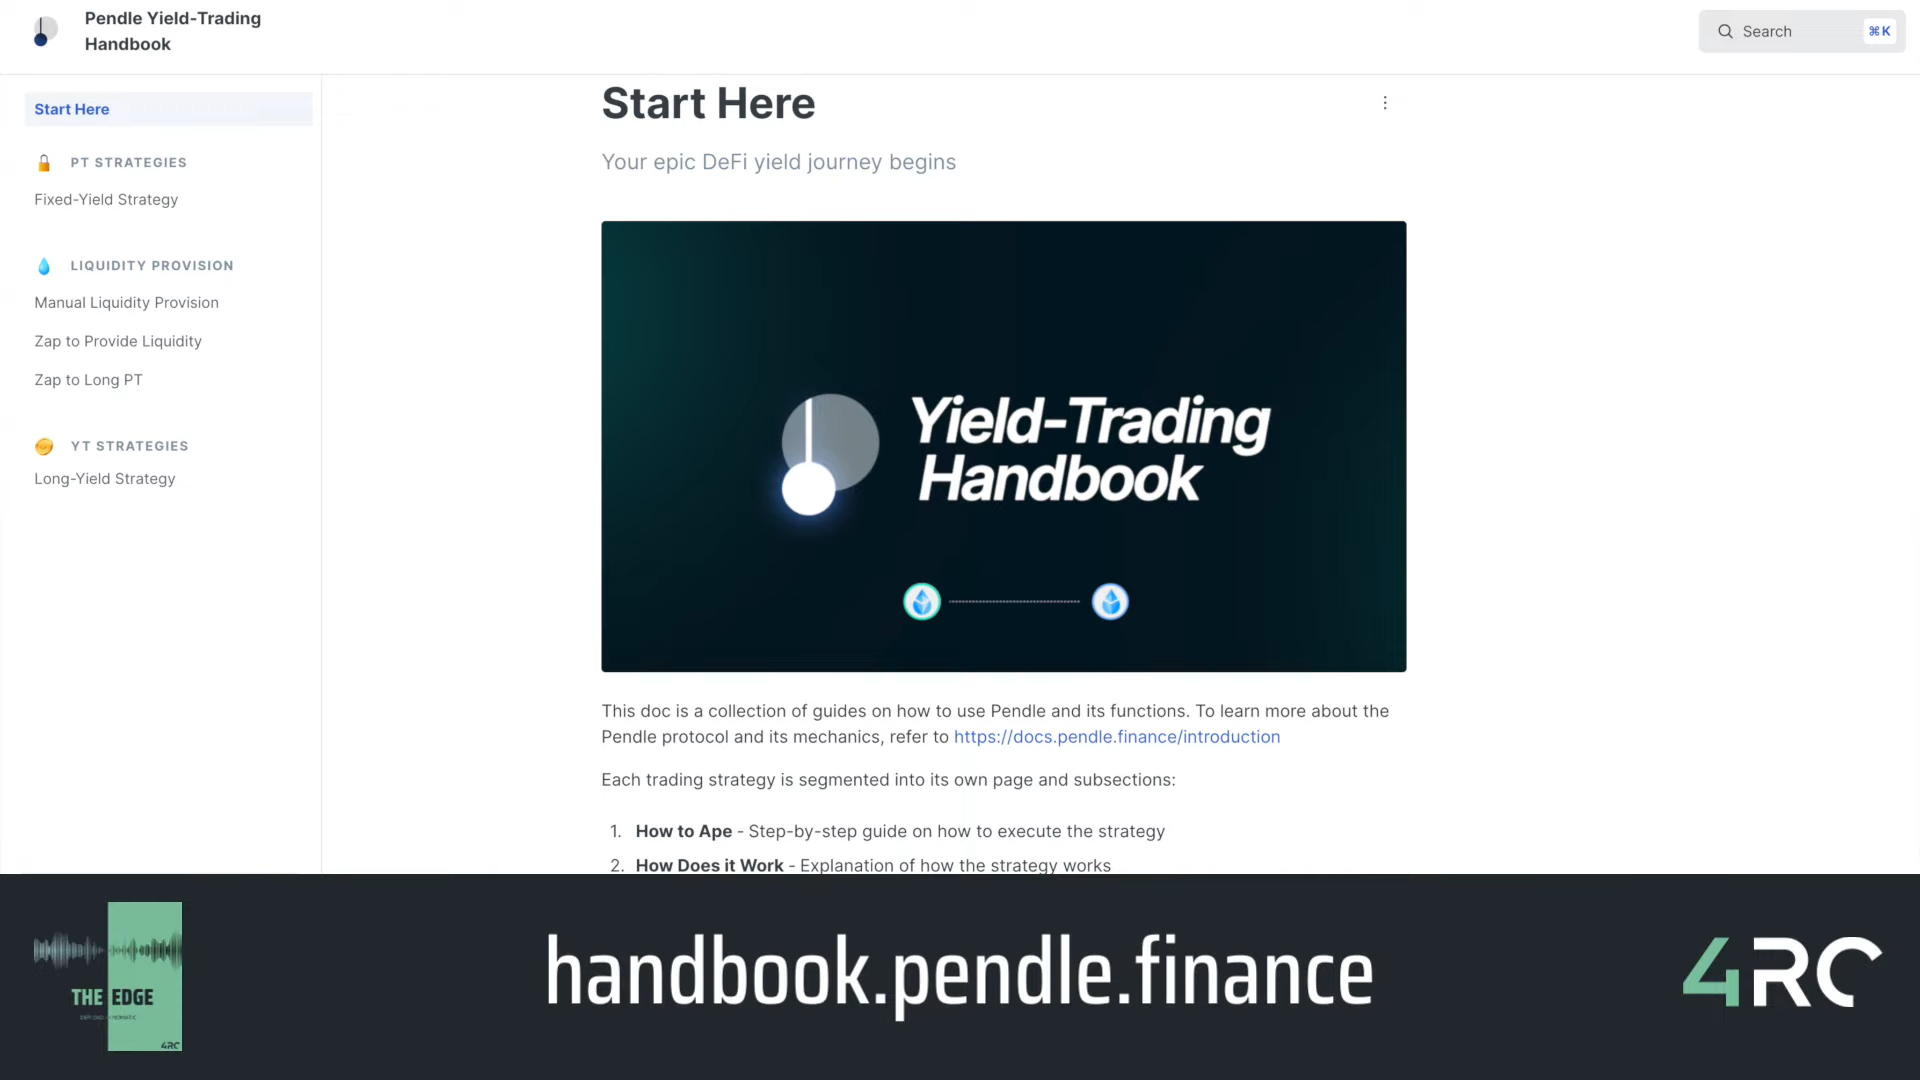 Pendle Yield-Trading
Handbook
Search
⌘K
Start Here
PT STRATEGIES
Fixed-Yield Strategy
LIQUIDITY PROVISION
Manual Liquidity Provision
Zap to Provide Liquidity
Zap to Long PT
YT STRATEGIES
Long-Yield Strategy
Start Here
Your epic DeFi yield journey begins
Yield-Trading
Handbook
This doc is a collection of guides on how to use Pendle and its functions. To learn more about the
Pendle protocol and its mechanics, refer to https://docs.pendle.finance/introduction
Each trading strategy is segmented into its own page and subsections:
1. How to Ape - Step-by-step guide on how to execute the strategy
2. How Does it Work - Explanation of how the strategy works
THE EDGE
4RC
handbook.pendle.finance
4RC